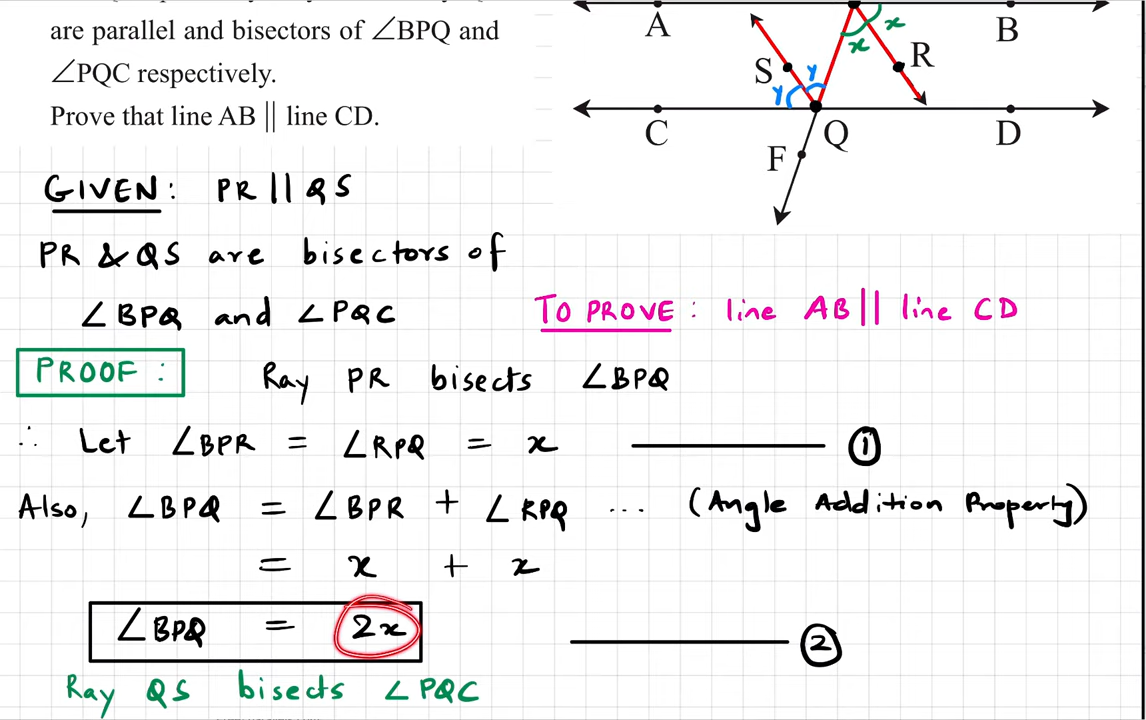 are parallel and bisectors of ∠BPQ and
∠PQC respectively.
Prove that line AB || line CD.
A
B
x
x
S
y
y
R
C
Q
D
F
GIVEN: PR || QS
PR & QS are bisectors of
∠BPQ and ∠PQC
TO PROVE: line AB || line CD
PROOF:
Ray PR bisects ∠BPQ
∴ Let ∠BPR = ∠RPQ = x ①
Also, ∠BPQ = ∠BPR + ∠RPQ ... (Angle Addition Property)
= x + x
∠BPQ = 2x ②
Ray QS bisects ∠PQC